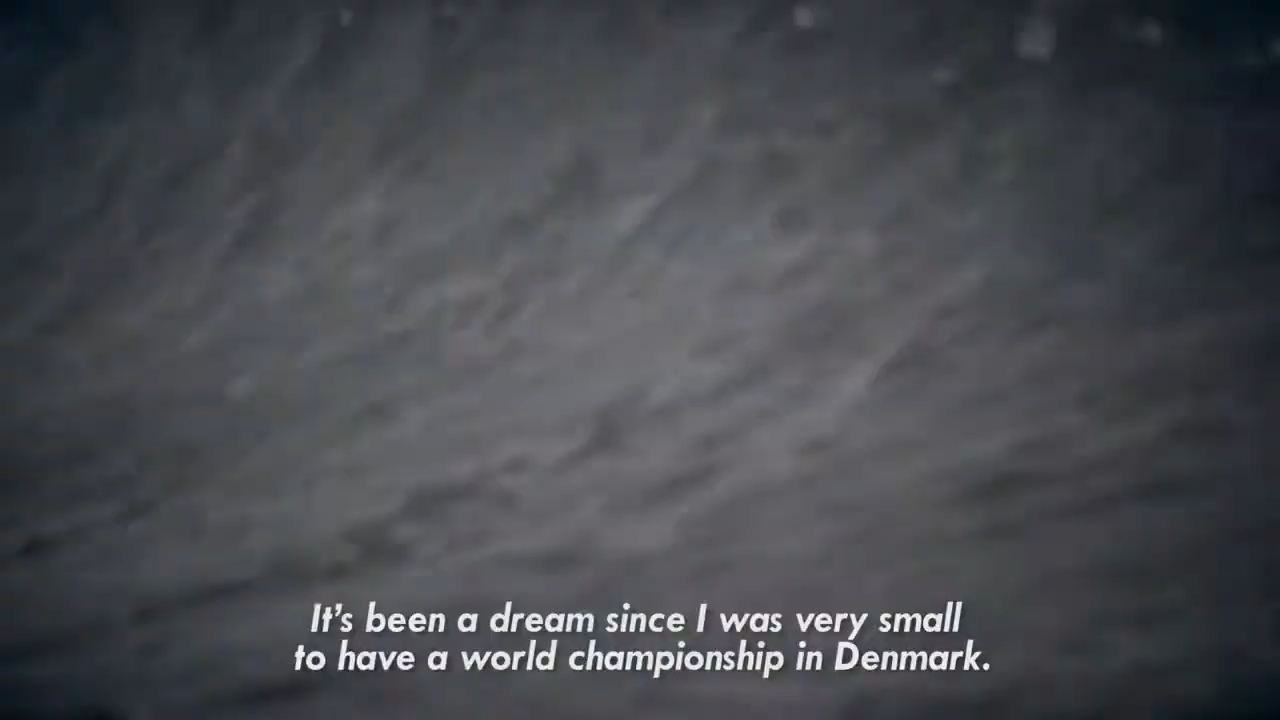 It's been a dream since I was very small
to have a world championship in Denmark.